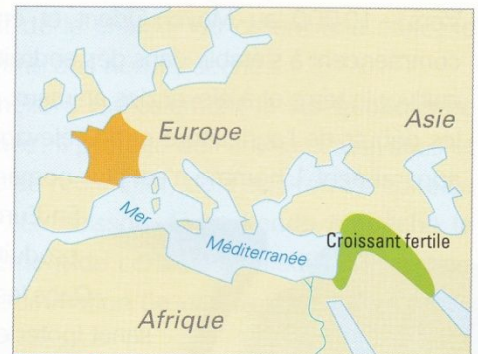 Europe
Asie
Mer
Méditerranée
Croissant fertile
Afrique